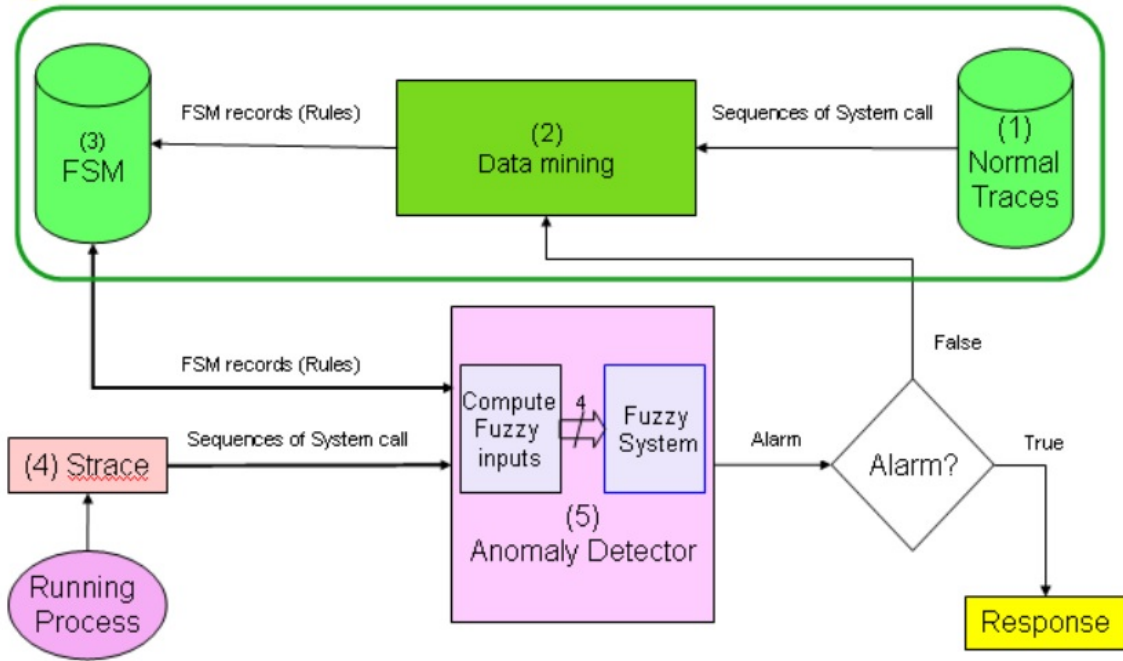 (3)
FSM
FSM records (Rules)
(2)
Data mining
Sequences of System call
(1)
Normal
Traces
FSM records (Rules)
Sequences of System call
(4) Strace
Running
Process
Compute
Fuzzy
inputs
4
Fuzzy
System
(5)
Anomaly Detector
Alarm
Alarm?
False
True
Response